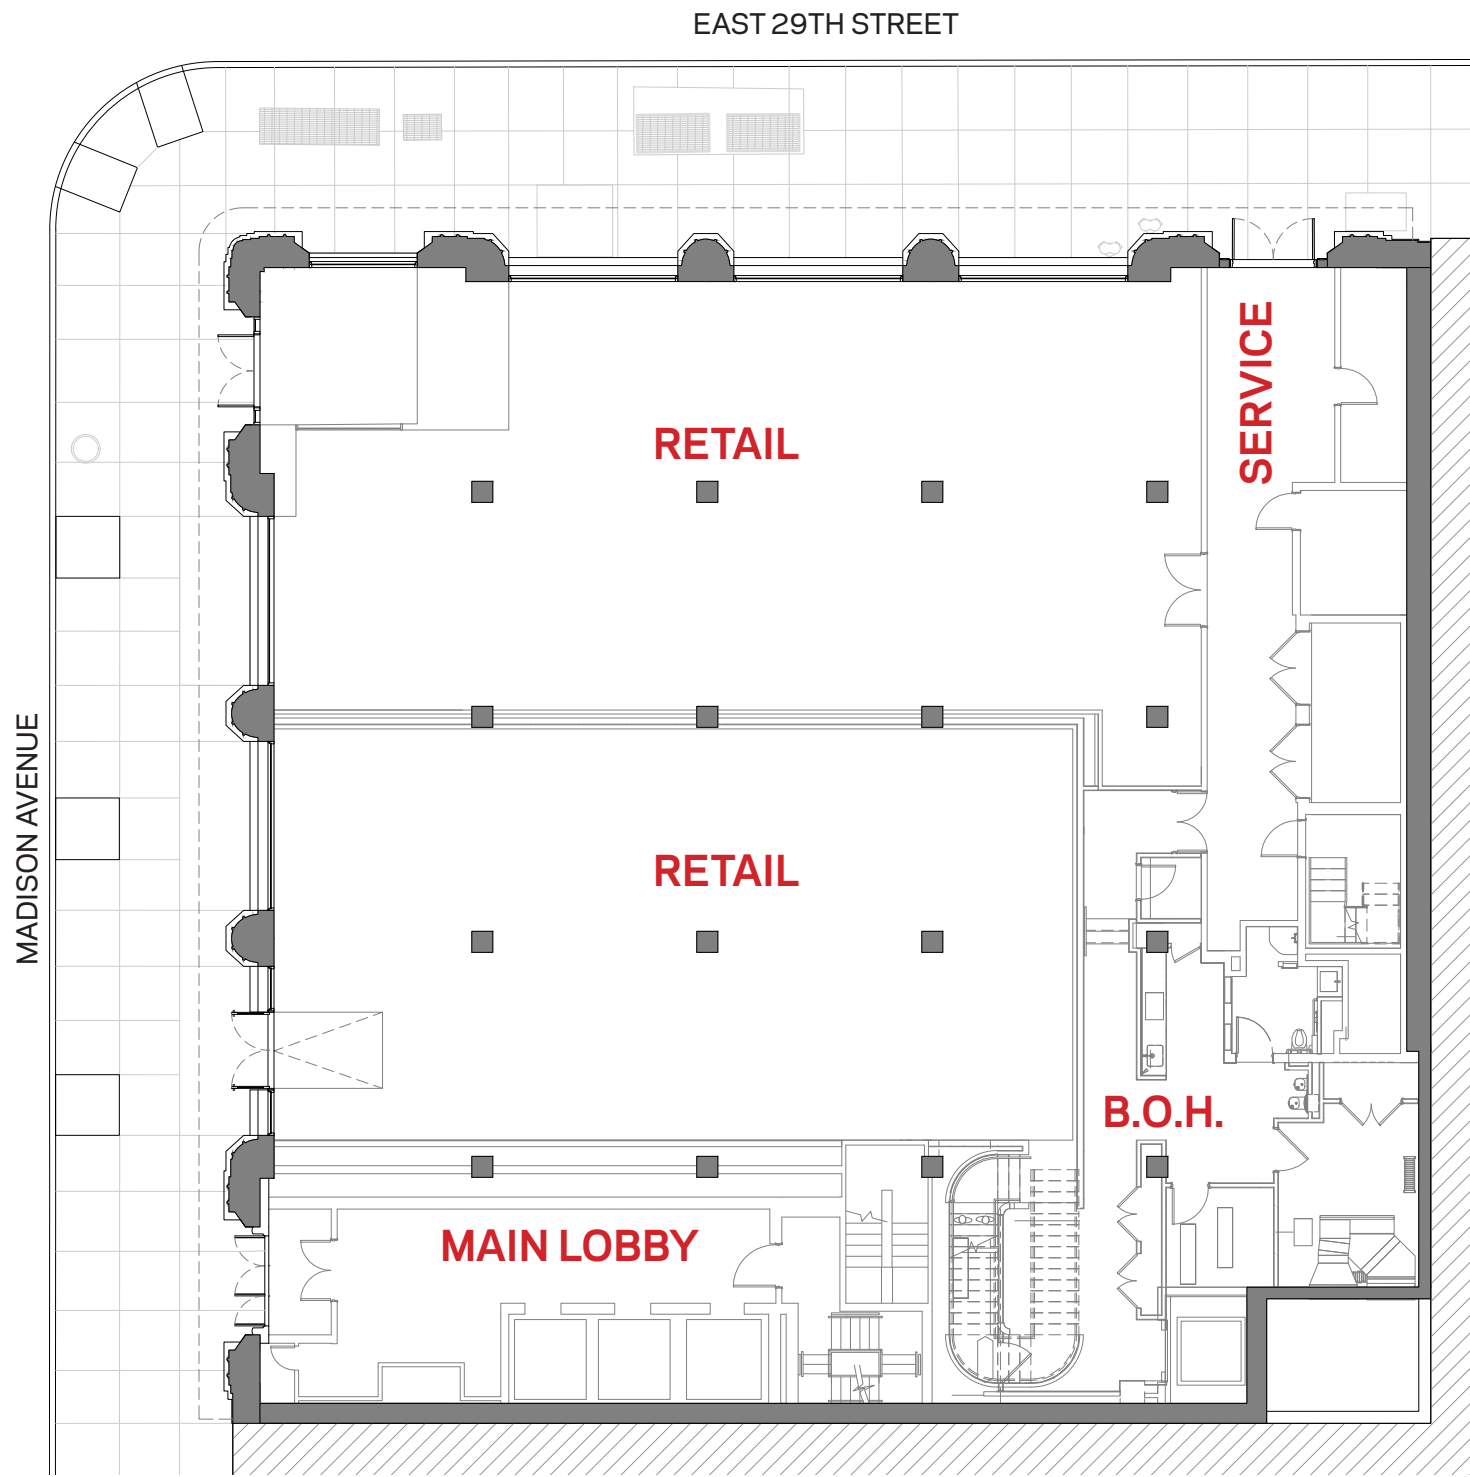 EAST 29TH STREET
SERVICE
RETAIL
MADISON AVENUE
RETAIL
B.O.H.
MAIN LOBBY